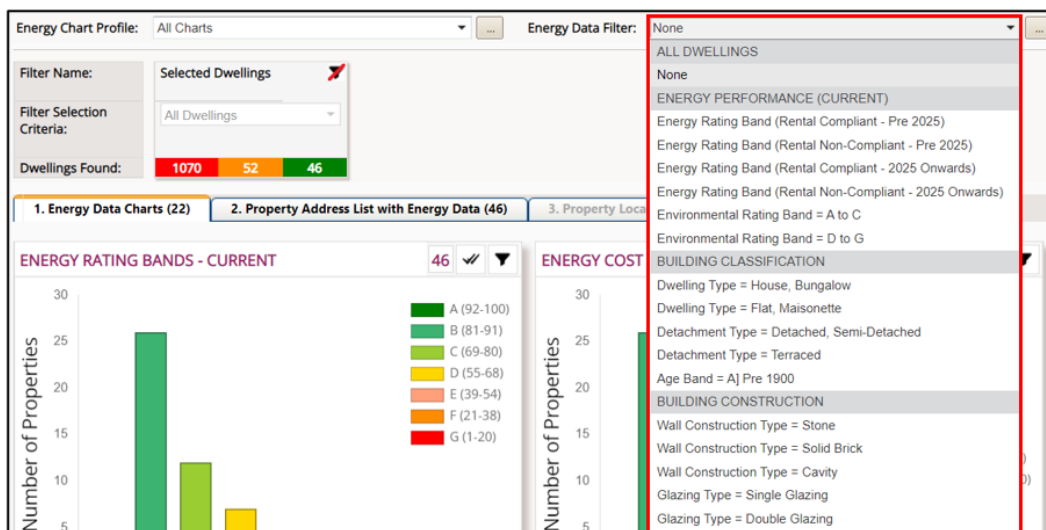 Energy Chart Profile: All Charts ... Energy Data Filter: None ...
Filter Name: Selected Dwellings
Filter Selection Criteria: All Dwellings
Dwellings Found: 1070 52 46
ALL DWELLINGS
None
ENERGY PERFORMANCE (CURRENT)
Energy Rating Band (Rental Compliant - Pre 2025)
Energy Rating Band (Rental Non-Compliant - Pre 2025)
Energy Rating Band (Rental Compliant - 2025 Onwards)
Energy Rating Band (Rental Non-Compliant - 2025 Onwards)
Environmental Rating Band = A to C
Environmental Rating Band = D to G
BUILDING CLASSIFICATION
Dwelling Type = House, Bungalow
Dwelling Type = Flat, Maisonette
Detachment Type = Detached, Semi-Detached
Detachment Type = Terraced
Age Band = A] Pre 1900
BUILDING CONSTRUCTION
Wall Construction Type = Stone
Wall Construction Type = Solid Brick
Wall Construction Type = Cavity
Glazing Type = Single Glazing
Glazing Type = Double Glazing
1. Energy Data Charts (22) 2. Property Address List with Energy Data (46) 3. Property Loca
ENERGY RATING BANDS - CURRENT 46
30
25
20
15
10
5
Number of Properties
A (92-100)
B (81-91)
C (69-80)
D (55-68)
E (39-54)
F (21-38)
G (1-20)
ENERGY COST
30
25
20
15
10
5
Number of Properties